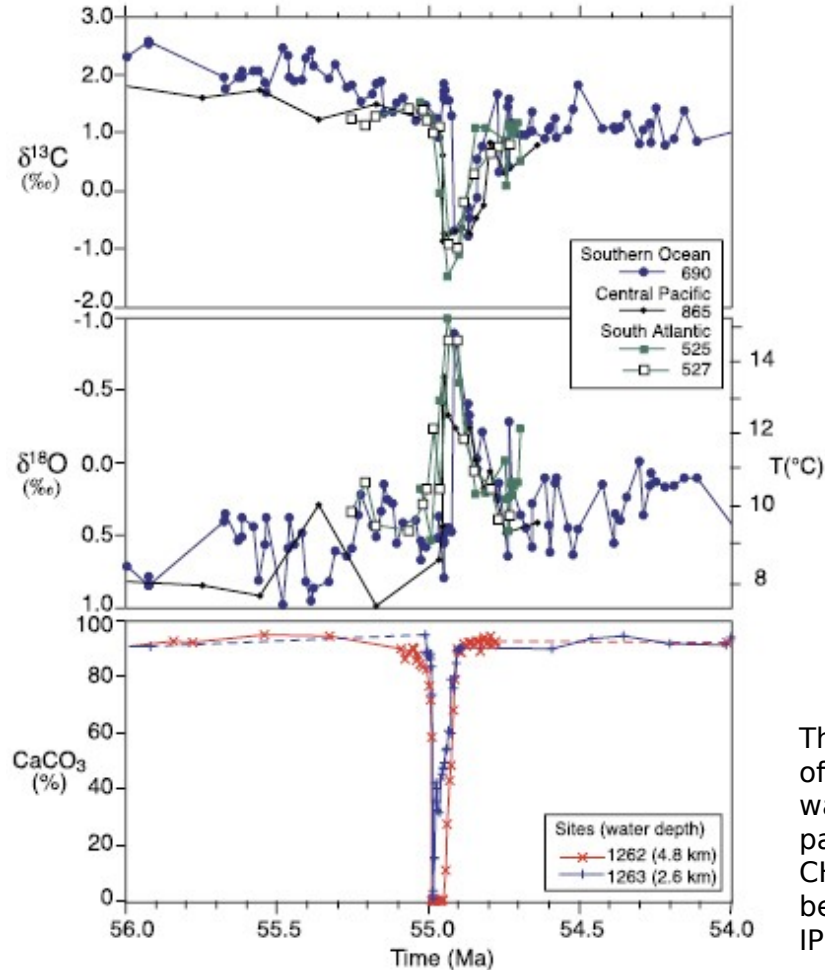 3.0
2.0
1.0
0.0
-1.0
-2.0
δ¹³C
(‰)
Southern Ocean
690
Central Pacific
865
South Atlantic
525
527
-1.0
-0.5
0.0
0.5
1.0
δ¹⁸O
(‰)
14
12
10
8
T(°C)
100
80
60
40
20
0
CaCO₃
(%)
Sites (water depth)
1262 (4.8 km)
1263 (2.6 km)
56.0 55.5 55.0 54.5 54.0
Time (Ma)
Th
of
wa
pa
CH
be
IP